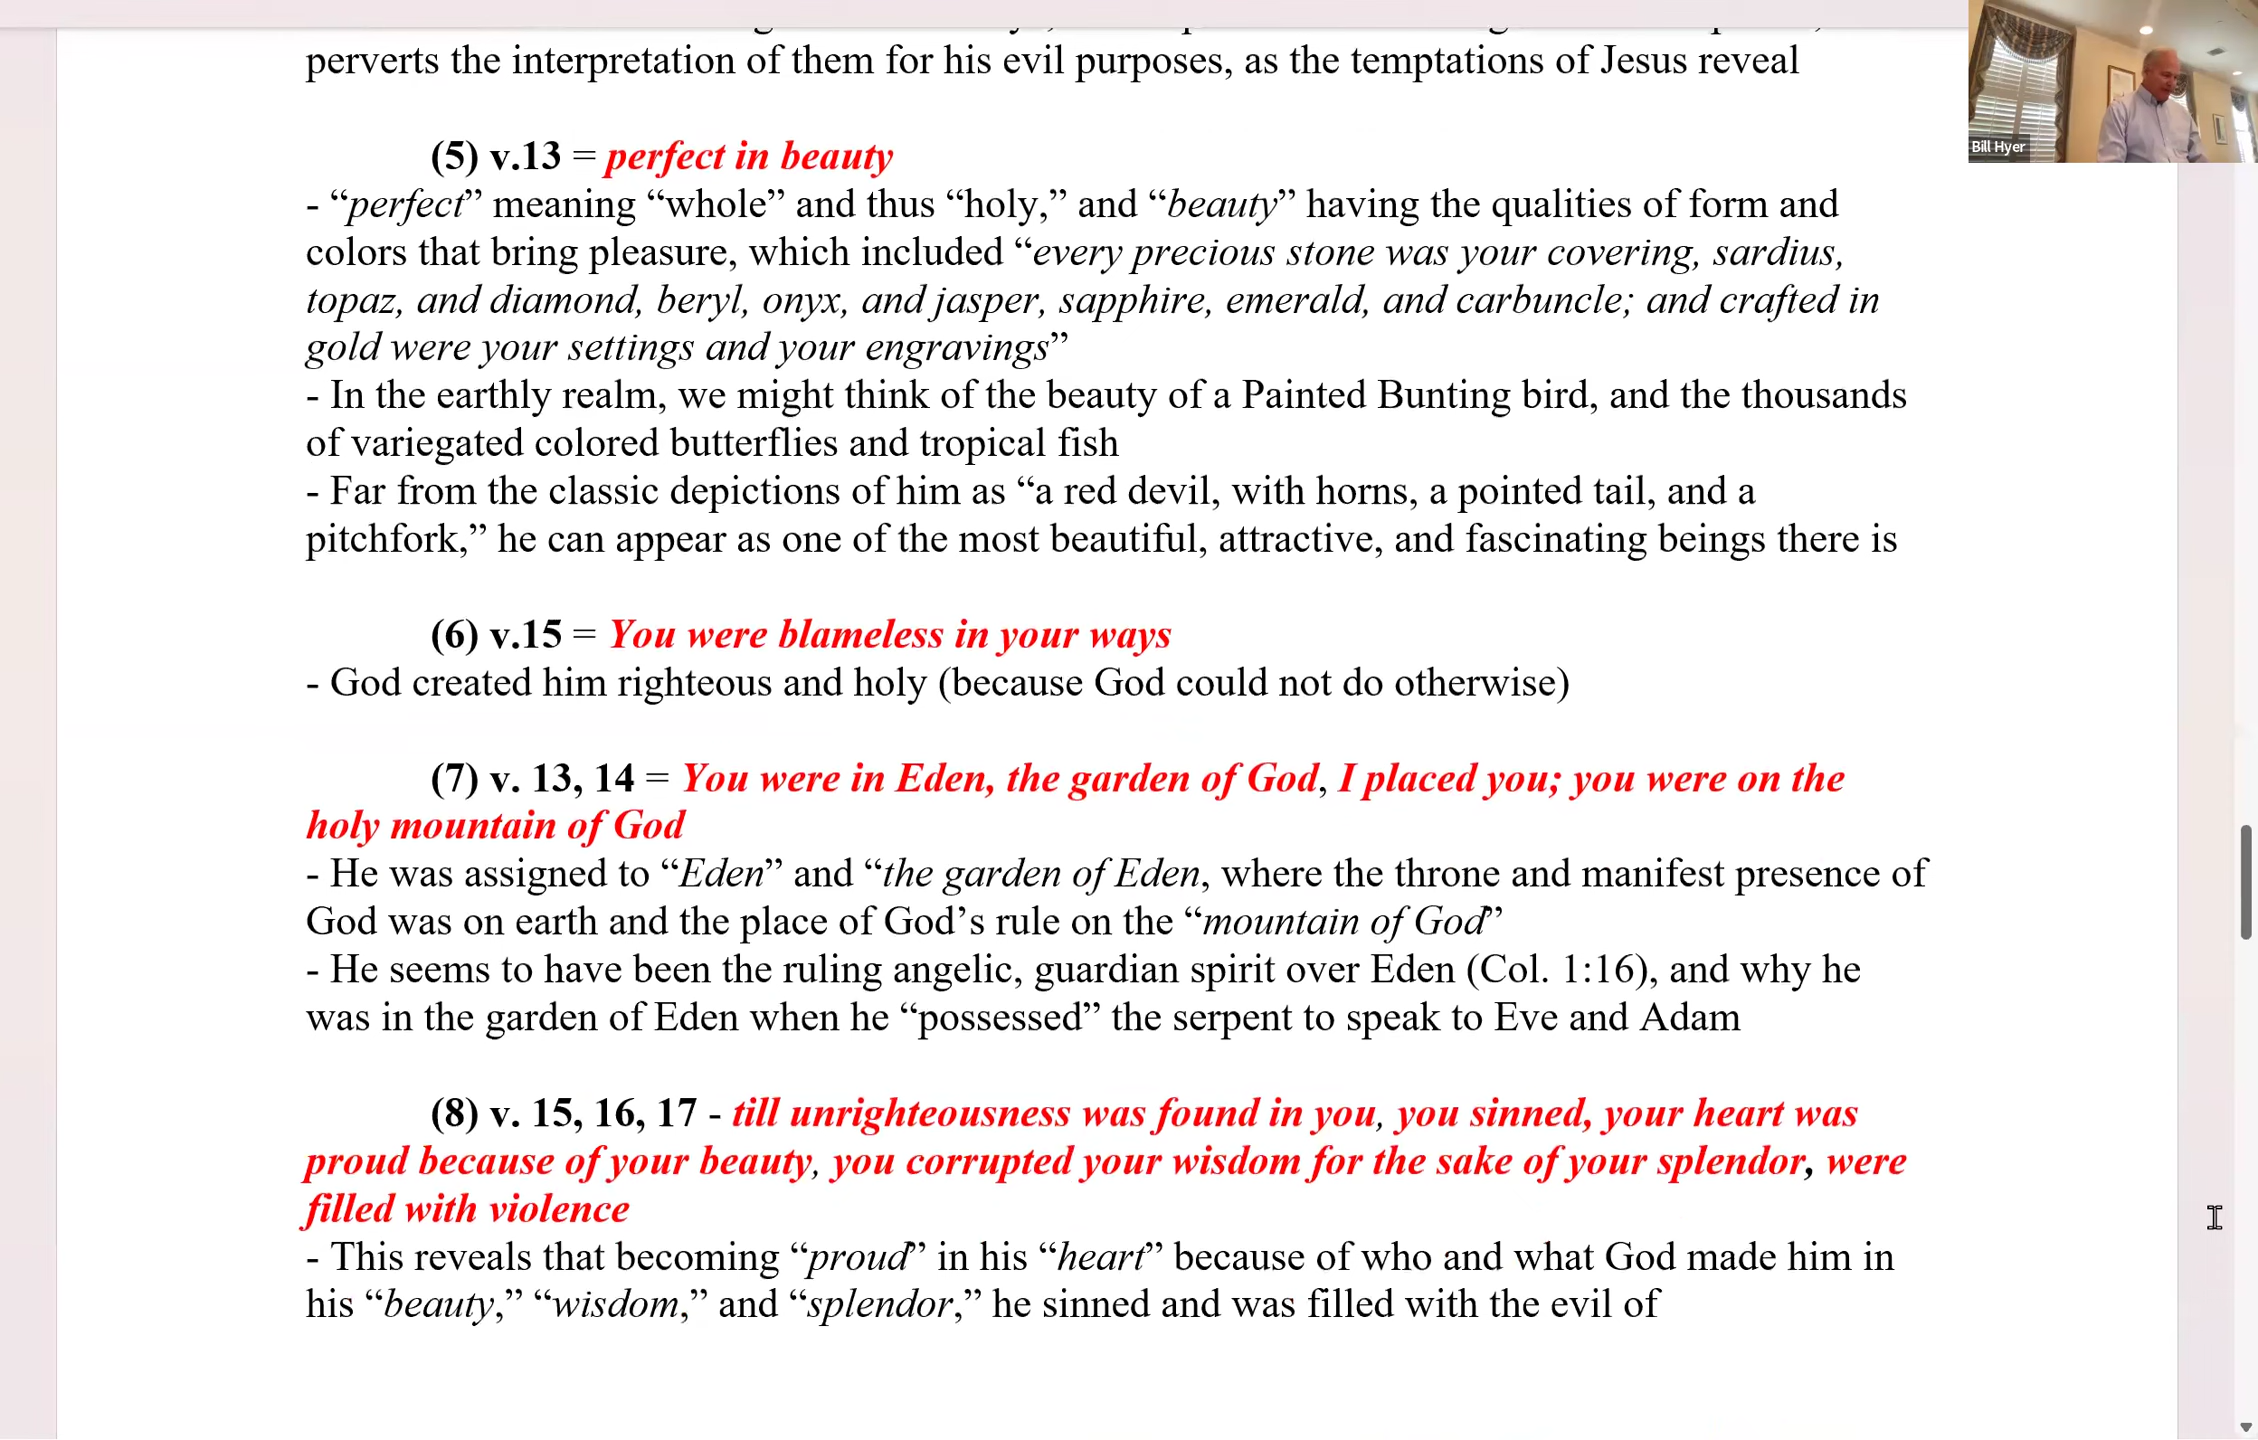 perverts the interpretation of them for his evil purposes, as the temptations of Jesus reveal
Bill Hyer
(5) v.13 = perfect in beauty
- “perfect” meaning “whole” and thus “holy,” and “beauty” having the qualities of form and
colors that bring pleasure, which included “every precious stone was your covering, sardius,
topaz, and diamond, beryl, onyx, and jasper, sapphire, emerald, and carbuncle; and crafted in
gold were your settings and your engravings”
- In the earthly realm, we might think of the beauty of a Painted Bunting bird, and the thousands
of variegated colored butterflies and tropical fish
- Far from the classic depictions of him as “a red devil, with horns, a pointed tail, and a
pitchfork,” he can appear as one of the most beautiful, attractive, and fascinating beings there is
(6) v.15 = You were blameless in your ways
- God created him righteous and holy (because God could not do otherwise)
(7) v. 13, 14 = You were in Eden, the garden of God, I placed you; you were on the
holy mountain of God
- He was assigned to “Eden” and “the garden of Eden, where the throne and manifest presence of
God was on earth and the place of God’s rule on the “mountain of God”
- He seems to have been the ruling angelic, guardian spirit over Eden (Col. 1:16), and why he
was in the garden of Eden when he “possessed” the serpent to speak to Eve and Adam
(8) v. 15, 16, 17 - till unrighteousness was found in you, you sinned, your heart was
proud because of your beauty, you corrupted your wisdom for the sake of your splendor, were
filled with violence
- This reveals that becoming “proud” in his “heart” because of who and what God made him in
his “beauty,” “wisdom,” and “splendor,” he sinned and was filled with the evil of